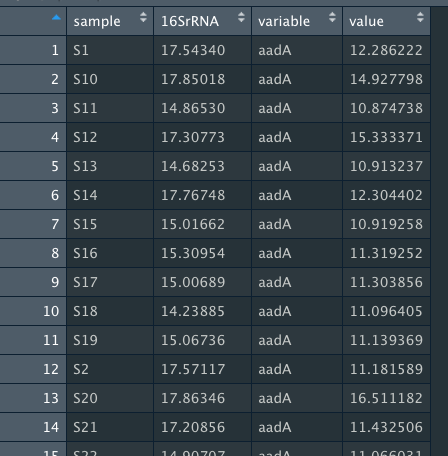 sample 16SrRNA variable value
1 S1 17.54340 aadA 12.286222
2 S10 17.85018 aadA 14.927798
3 S11 14.86530 aadA 10.874738
4 S12 17.30773 aadA 15.333371
5 S13 14.68253 aadA 10.913237
6 S14 17.76748 aadA 12.304402
7 S15 15.01662 aadA 10.919258
8 S16 15.30954 aadA 11.319252
9 S17 15.00689 aadA 11.303856
10 S18 14.23885 aadA 11.096405
11 S19 15.06736 aadA 11.139369
12 S2 17.57117 aadA 11.181589
13 S20 17.86346 aadA 16.511182
14 S21 17.20856 aadA 11.432506
15 S22 14.90707 aadA 11.066031